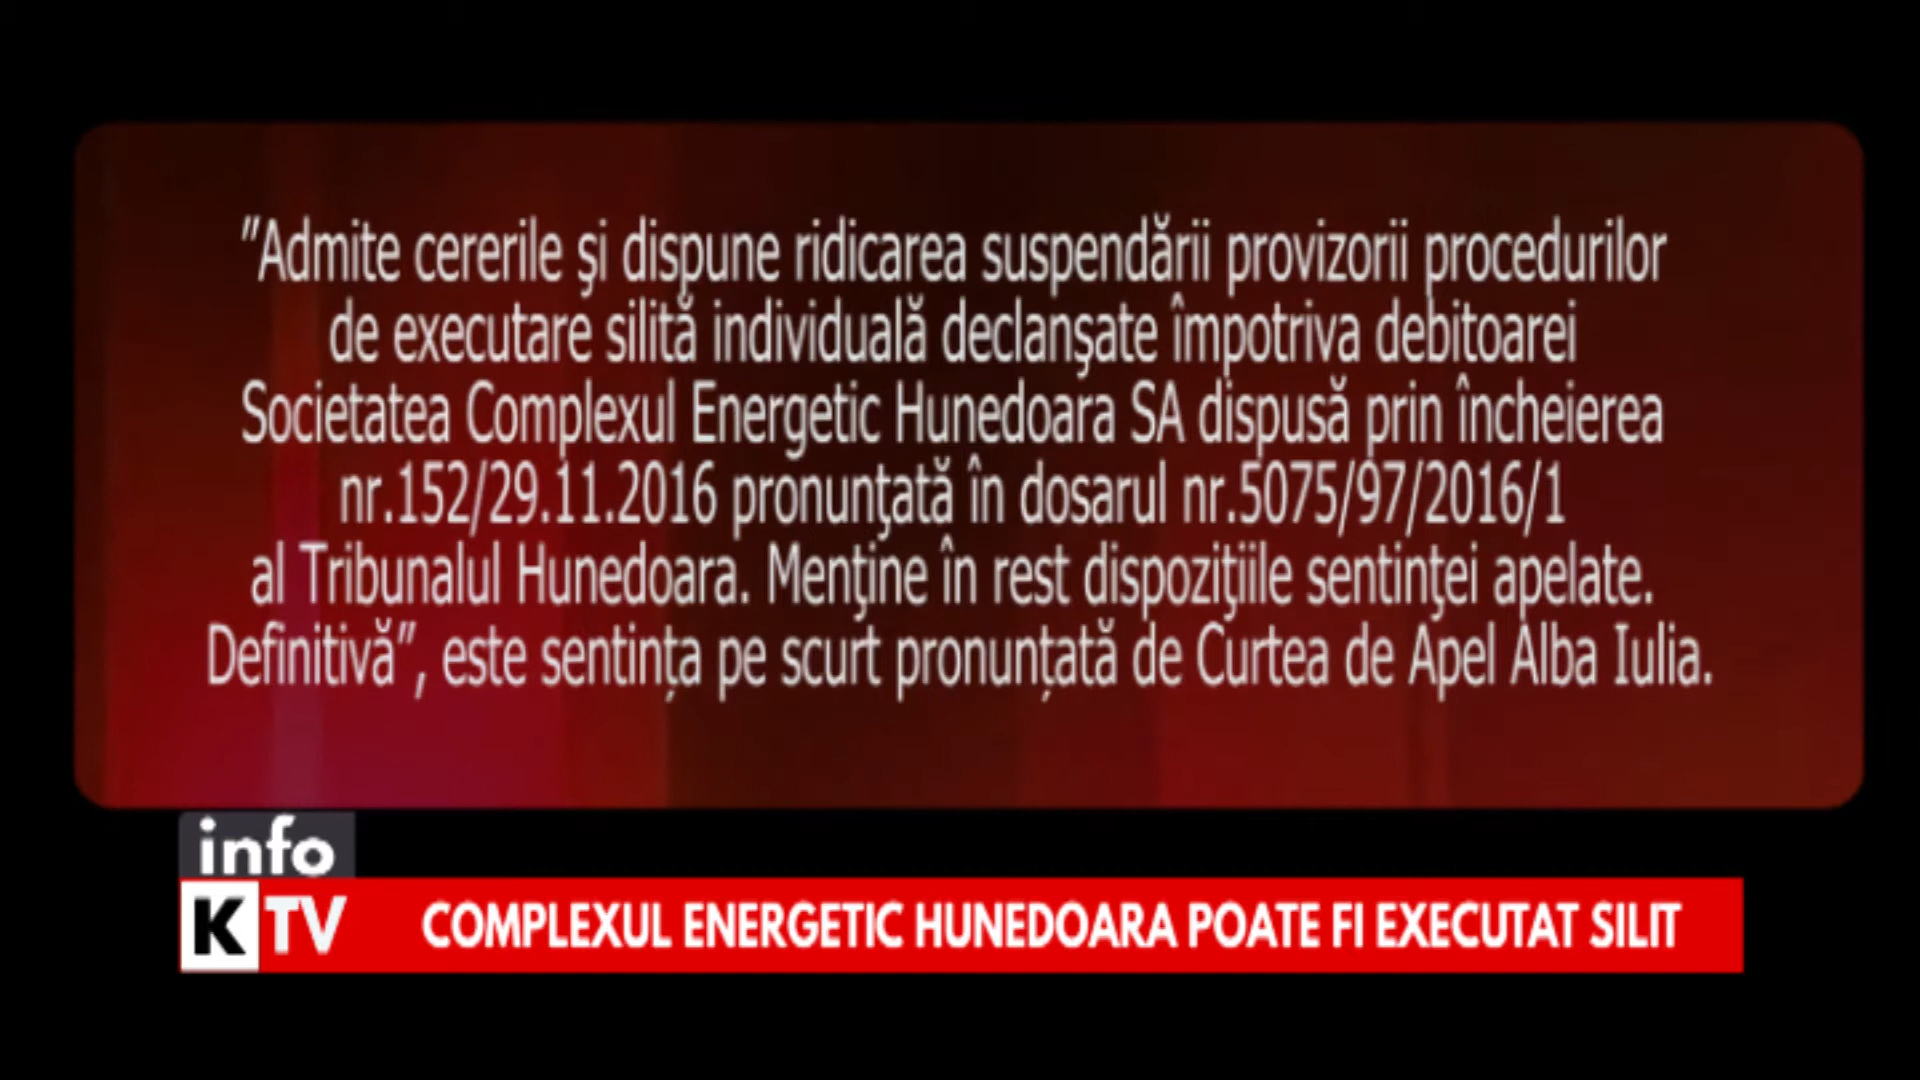 ”Admite cererile şi dispune ridicarea suspendării provizorii procedurilor
de executare silită individuală declanşate împotriva debitoarei
Societatea Complexul Energetic Hunedoara SA dispusă prin încheierea
nr.152/29.11.2016 pronunţată în dosarul nr.5075/97/2016/1
al Tribunalul Hunedoara. Menţine în rest dispoziţiile sentinţei apelate.
Definitivă”, este sentința pe scurt pronunțată de Curtea de Apel Alba Iulia.
info
KTV COMPLEXUL ENERGETIC HUNEDOARA POATE FI EXECUTAT SILIT